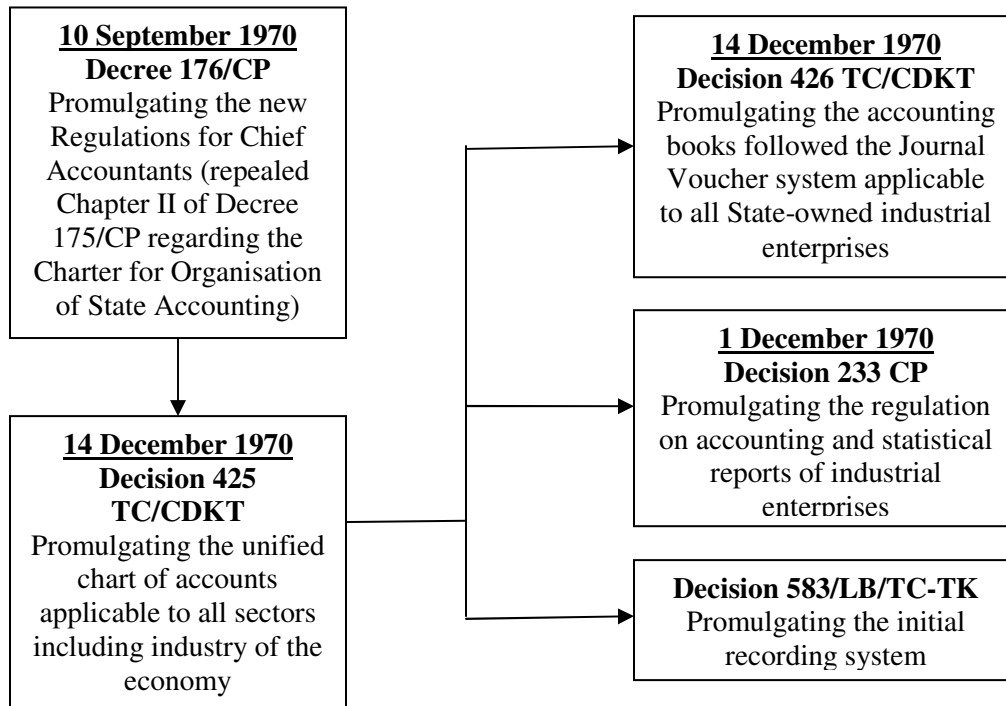 10 September 1970
Decree 176/CP
Promulgating the new
Regulations for Chief
Accountants (repealed
Chapter II of Decree
175/CP regarding the
Charter for Organisation
of State Accounting)
14 December 1970
Decision 425
TC/CDKT
Promulgating the unified
chart of accounts
applicable to all sectors
including industry of the
economy
14 December 1970
Decision 426 TC/CDKT
Promulgating the accounting
books followed the Journal
Voucher system applicable
to all State-owned industrial
enterprises
1 December 1970
Decision 233 CP
Promulgating the regulation
on accounting and statistical
reports of industrial
enterprises
Decision 583/LB/TC-TK
Promulgating the initial
recording system